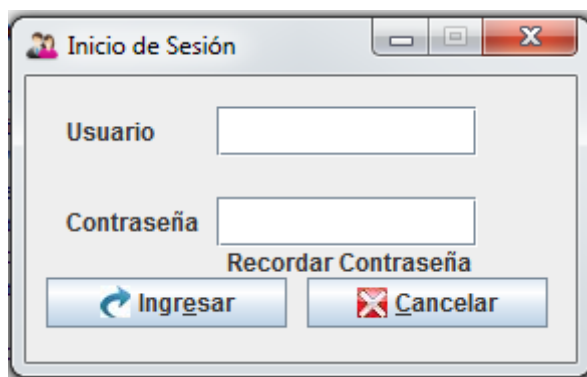 Inicio de Sesión
Usuario
Contraseña
Recordar Contraseña
Ingresar
Cancelar